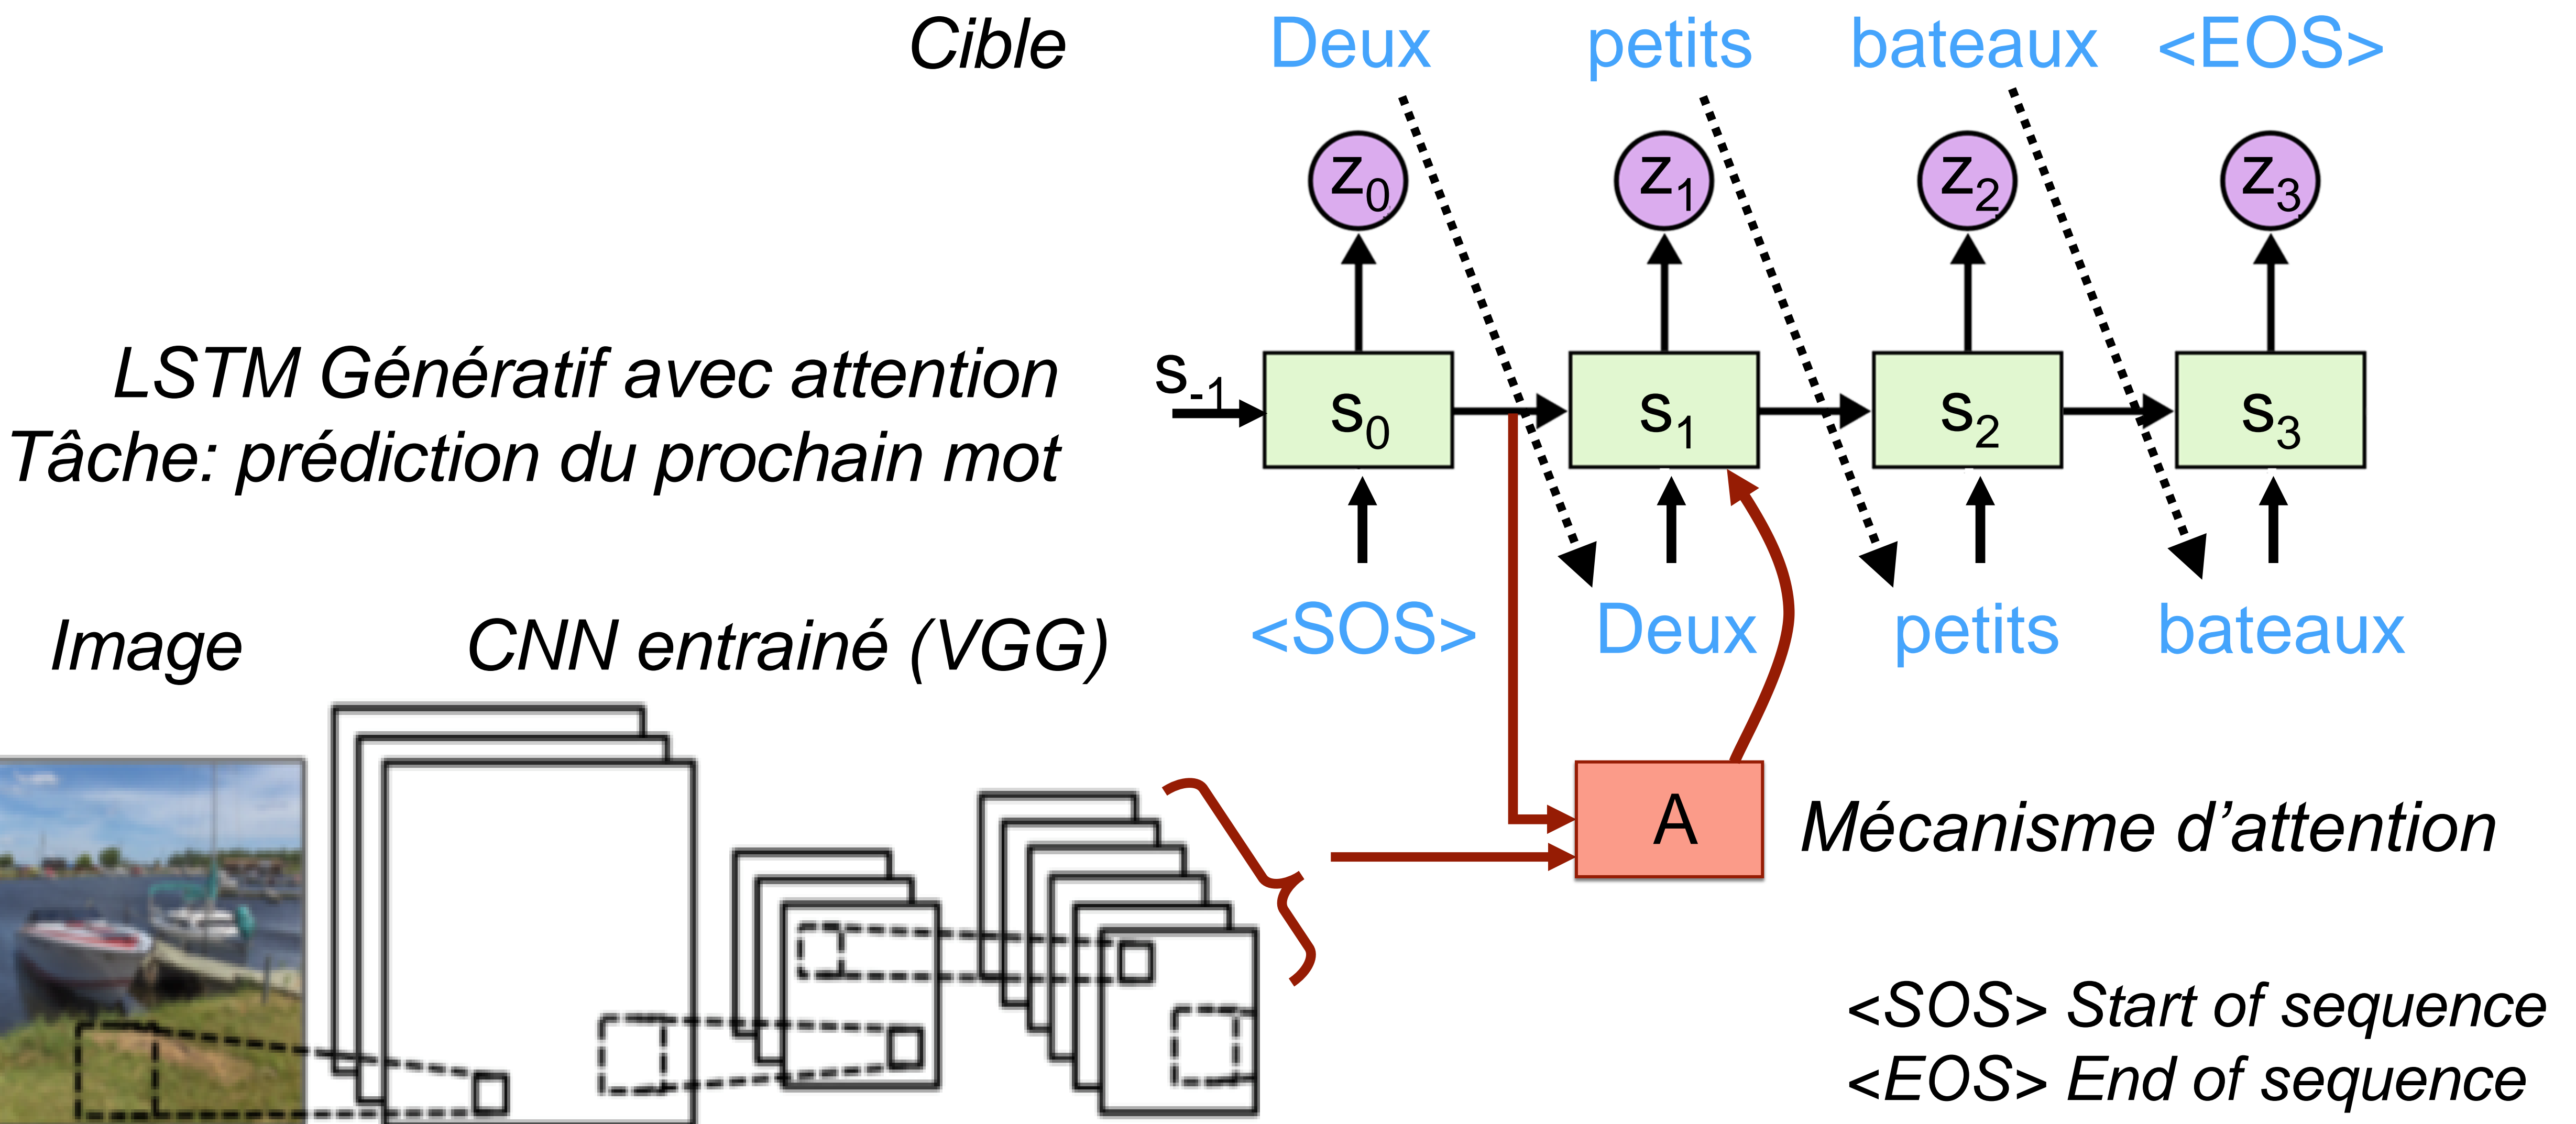 Cible Deux petits bateaux <EOS>
z0 z1 z2 z3
LSTM Génératif avec attention
Tâche: prédiction du prochain mot
s-1 s0 s1 s2 s3
<SOS> Deux petits bateaux
Image CNN entrainé (VGG)
A Mécanisme d’attention
<SOS> Start of sequence
<EOS> End of sequence